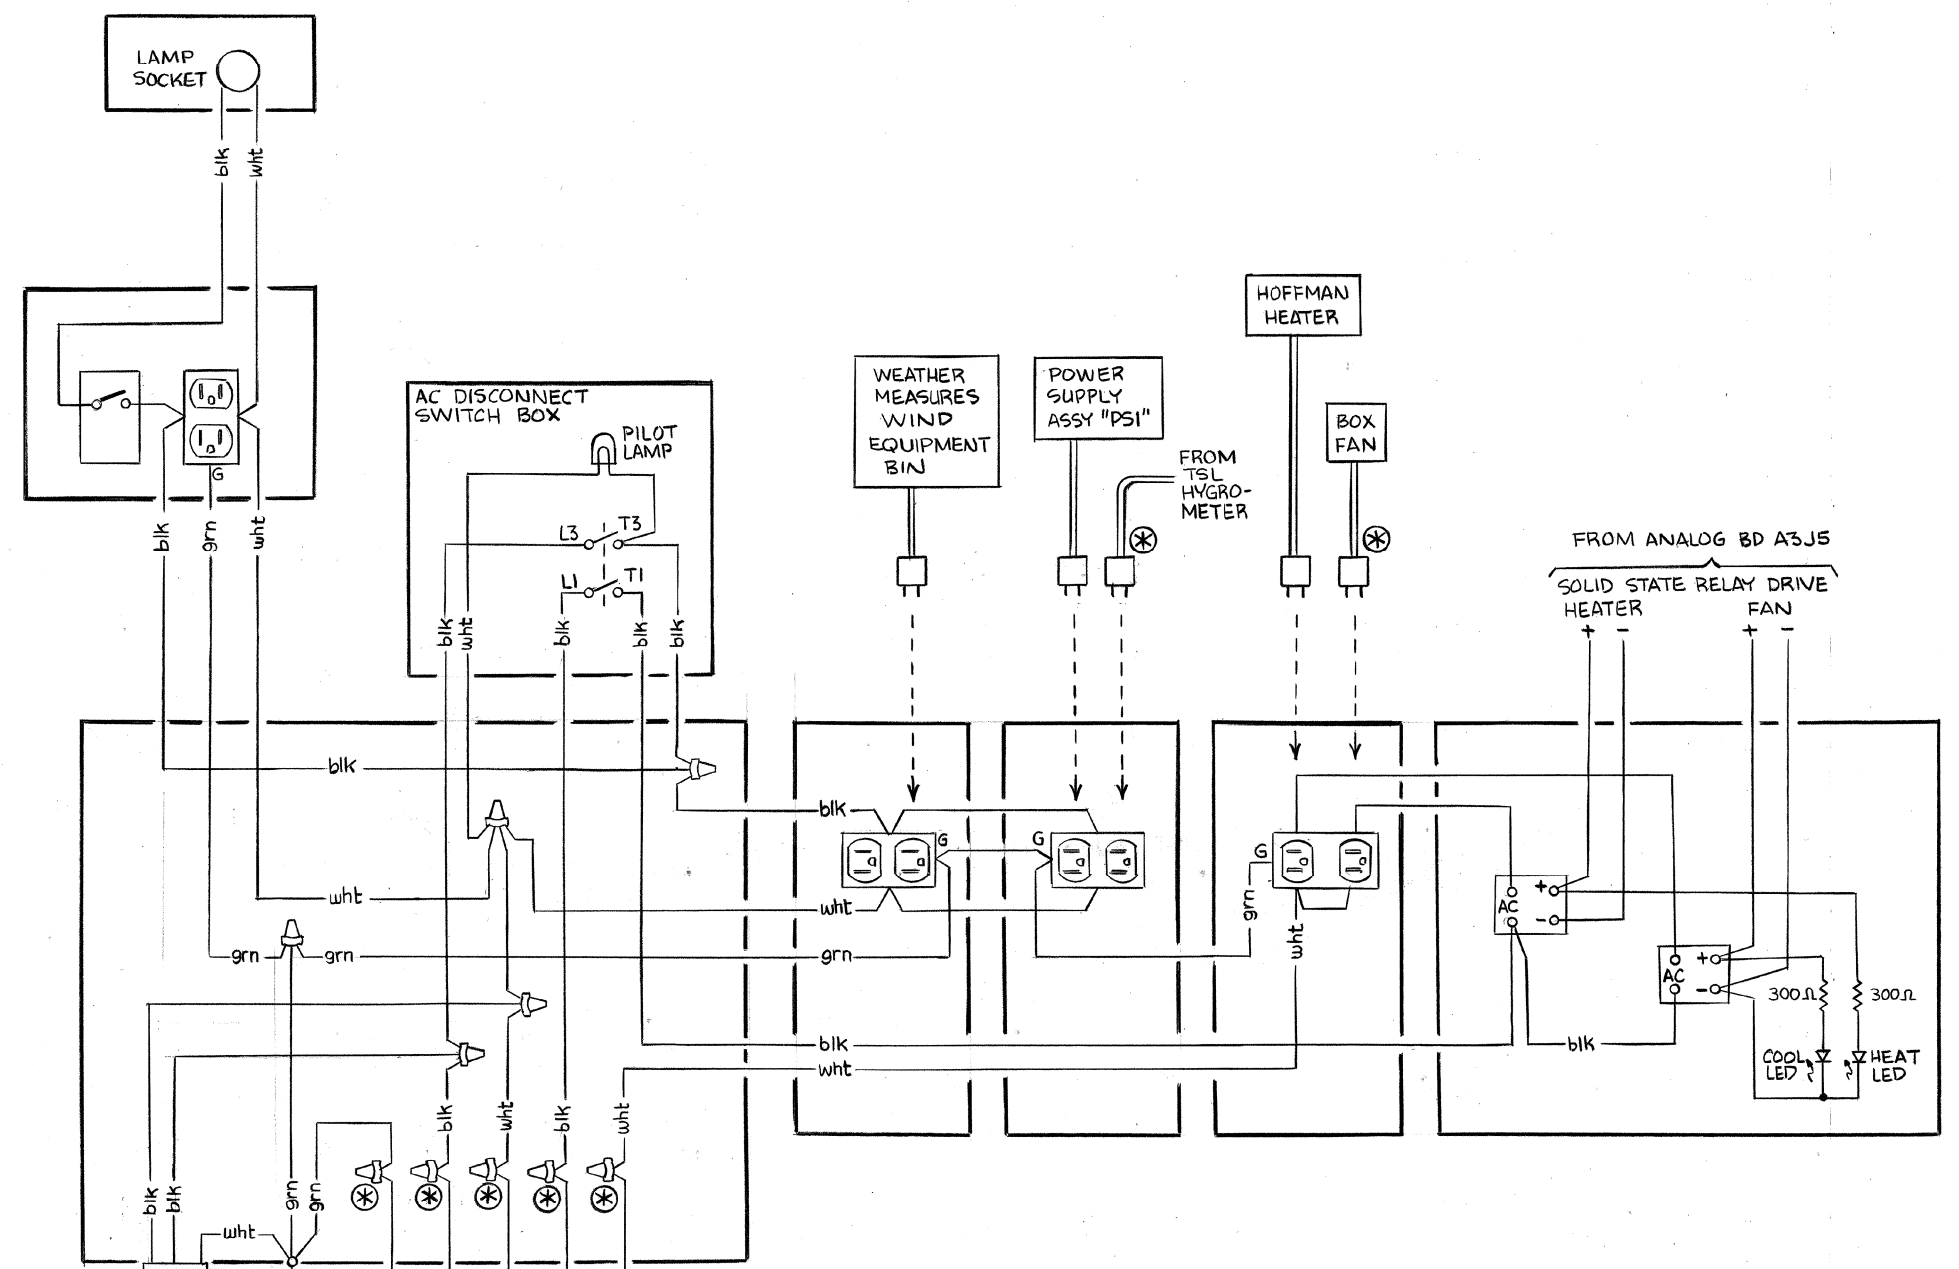 LAMP
SOCKET
blk
wht
G
blk
grn
wht
AC DISCONNECT
SWITCH BOX
PILOT
LAMP
L3
T3
L1
T1
blk
wht
blk
blk
blk
WEATHER
MEASURES
WIND
EQUIPMENT
BIN
POWER
SUPPLY
ASSY "PS1"
FROM
TSL
HYGRO-
METER
HOFFMAN
HEATER
BOX
FAN
FROM ANALOG BD A3J5
SOLID STATE RELAY DRIVE
HEATER FAN
+ - + -
blk
blk
G
G
G
wht
wht
grn
grn
grn
grn
wht
AC
+
-
AC
+
-
300Ω
300Ω
blk
wht
blk
COOL
LED
HEAT
LED
blk
wht
blk
wht
blk
blk
grn
grn
wht